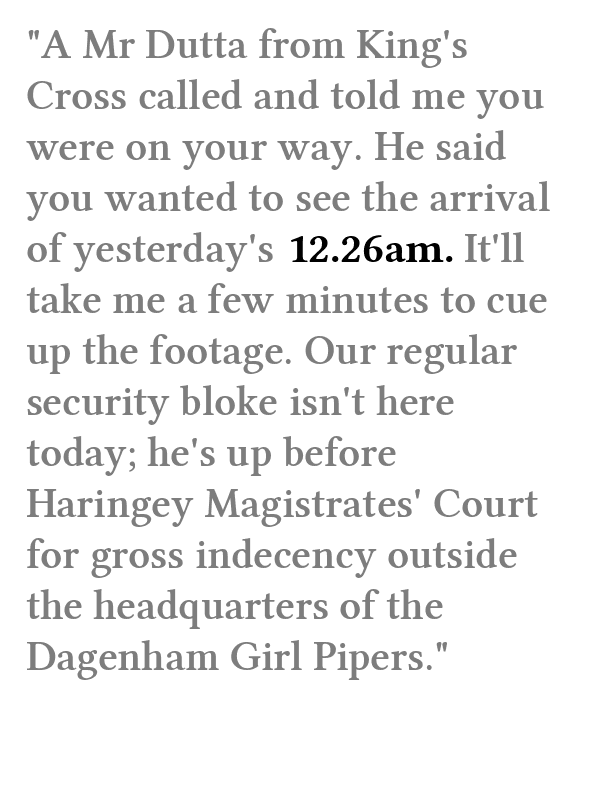 "A Mr Dutta from King's
Cross called and told me you
were on your way. He said
you wanted to see the arrival
of yesterday's 12.26am. It'll
take me a few minutes to cue
up the footage. Our regular
security bloke isn't here
today; he's up before
Haringey Magistrates' Court
for gross indecency outside
the headquarters of the
Dagenham Girl Pipers."